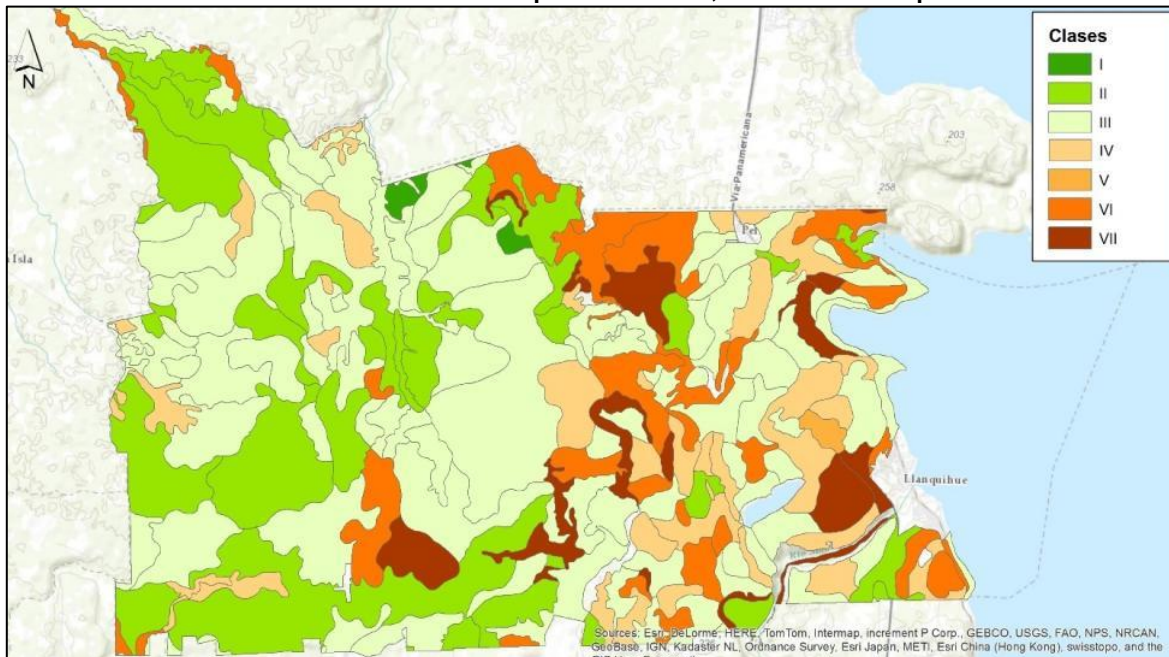 N
233
Isla
Vía Panamericana
Pel
203
258
Llanquihue
Clases
I
II
III
IV
V
VI
VII
Sources: Esri, DeLorme, HERE, TomTom, Intermap, increment P Corp., GEBCO, USGS, FAO, NPS, NRCAN,
GeoBase, IGN, Kadaster NL, Ordnance Survey, Esri Japan, METI, Esri China (Hong Kong), swisstopo, and the